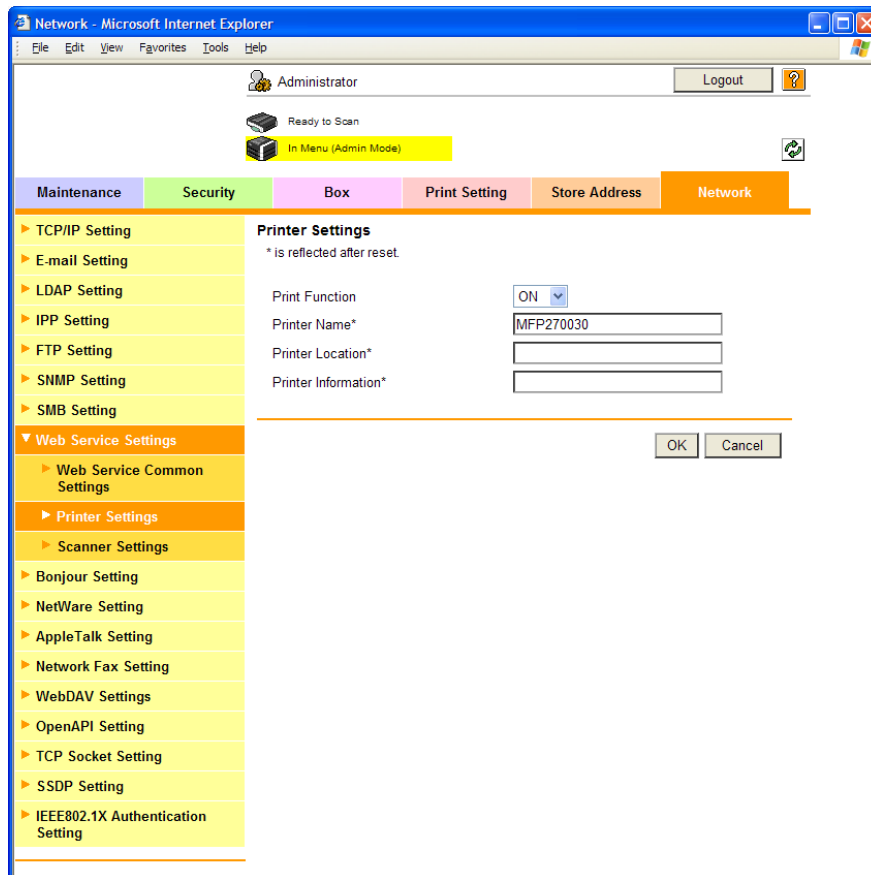 Network - Microsoft Internet Explorer
File Edit View Favorites Tools Help
Administrator
Logout
?
Ready to Scan
In Menu (Admin Mode)
Maintenance Security Box Print Setting Store Address Network
TCP/IP Setting
E-mail Setting
LDAP Setting
IPP Setting
FTP Setting
SNMP Setting
SMB Setting
Web Service Settings
Web Service Common
Settings
Printer Settings
Scanner Settings
Bonjour Setting
NetWare Setting
AppleTalk Setting
Network Fax Setting
WebDAV Settings
OpenAPI Setting
TCP Socket Setting
SSDP Setting
IEEE802.1X Authentication
Setting
Printer Settings
* is reflected after reset.
Print Function ON
Printer Name* MFP270030
Printer Location*
Printer Information*
OK Cancel